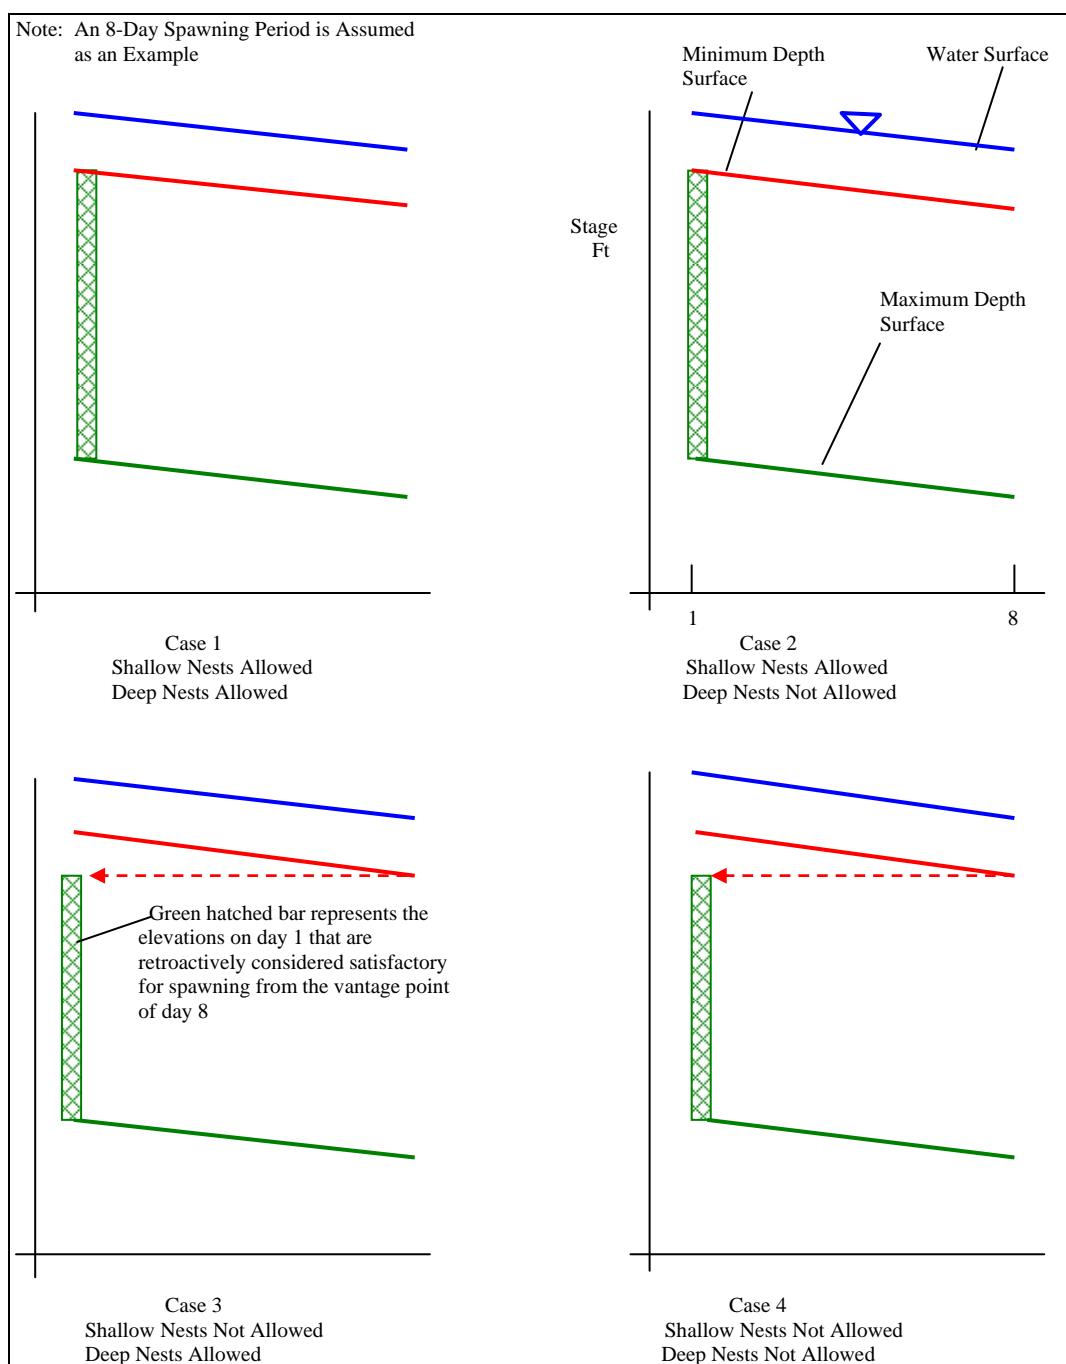 Note: An 8-Day Spawning Period is Assumed
as an Example
Minimum Depth
Surface
Water Surface
Stage
Ft
Maximum Depth
Surface
1
8
Case 1
Shallow Nests Allowed
Deep Nests Allowed
Case 2
Shallow Nests Allowed
Deep Nests Not Allowed
Green hatched bar represents the
elevations on day 1 that are
retroactively considered satisfactory
for spawning from the vantage point
of day 8
Case 3
Shallow Nests Not Allowed
Deep Nests Allowed
Case 4
Shallow Nests Not Allowed
Deep Nests Not Allowed